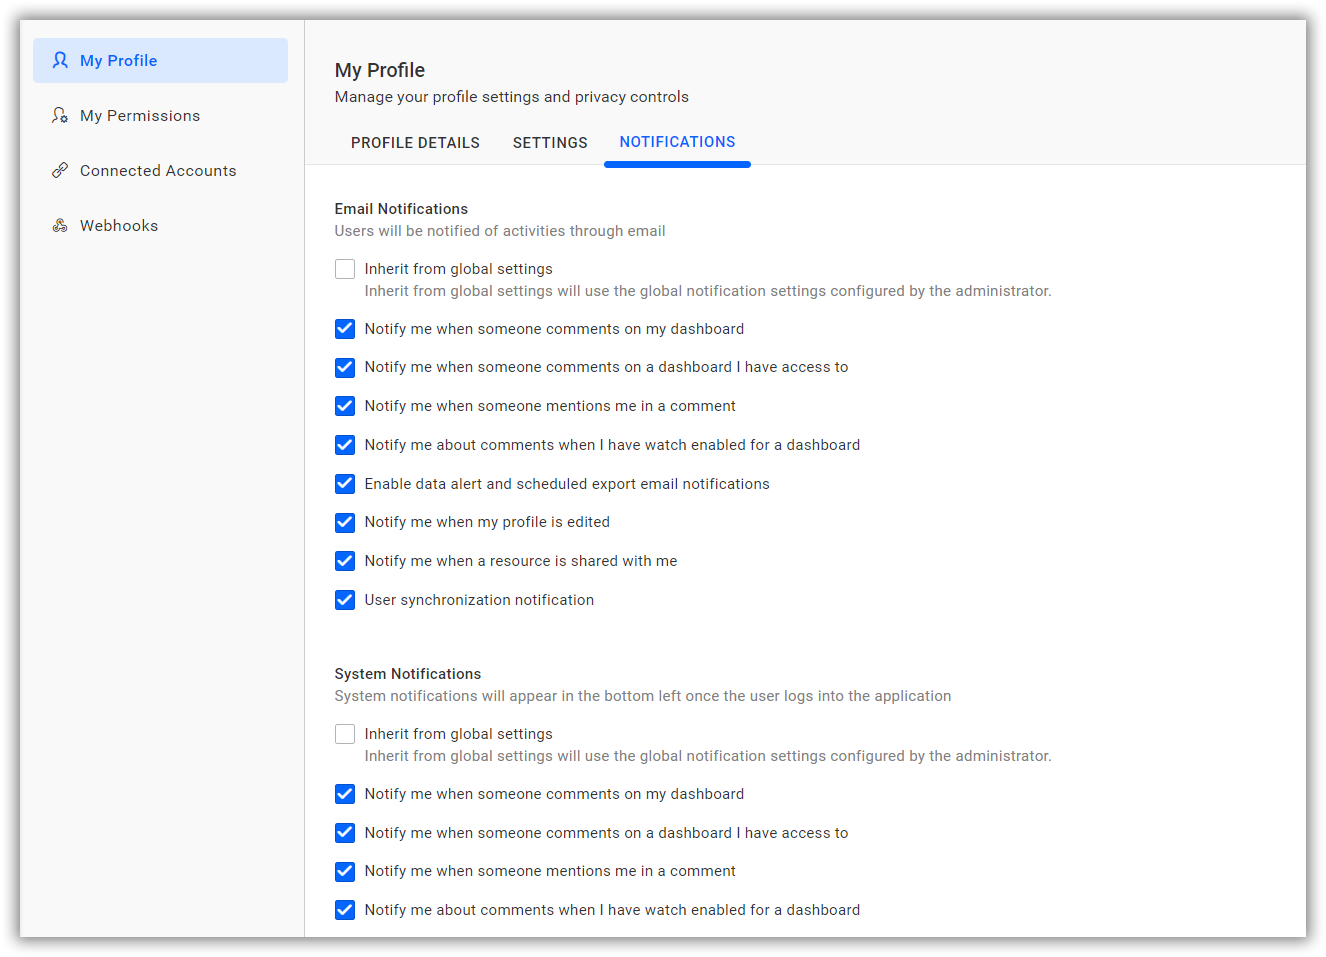 My Profile
My Permissions
Connected Accounts
Webhooks
My Profile
Manage your profile settings and privacy controls
PROFILE DETAILS SETTINGS NOTIFICATIONS
Email Notifications
Users will be notified of activities through email
Inherit from global settings
Inherit from global settings will use the global notification settings configured by the administrator.
Notify me when someone comments on my dashboard
Notify me when someone comments on a dashboard I have access to
Notify me when someone mentions me in a comment
Notify me about comments when I have watch enabled for a dashboard
Enable data alert and scheduled export email notifications
Notify me when my profile is edited
Notify me when a resource is shared with me
User synchronization notification
System Notifications
System notifications will appear in the bottom left once the user logs into the application
Inherit from global settings
Inherit from global settings will use the global notification settings configured by the administrator.
Notify me when someone comments on my dashboard
Notify me when someone comments on a dashboard I have access to
Notify me when someone mentions me in a comment
Notify me about comments when I have watch enabled for a dashboard